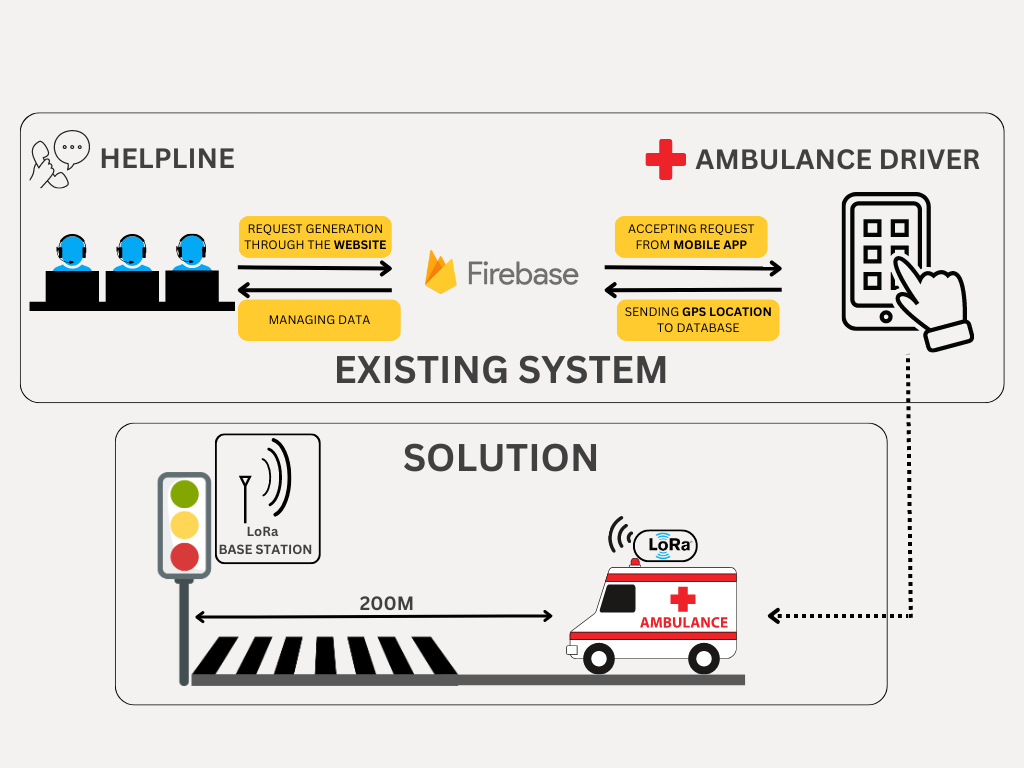 HELPLINE
AMBULANCE DRIVER
REQUEST GENERATION
THROUGH THE WEBSITE
ACCEPTING REQUEST
FROM MOBILE APP
Firebase
MANAGING DATA
SENDING GPS LOCATION
TO DATABASE
EXISTING SYSTEM
SOLUTION
LoRa
BASE STATION
LoRa
200M
AMBULANCE